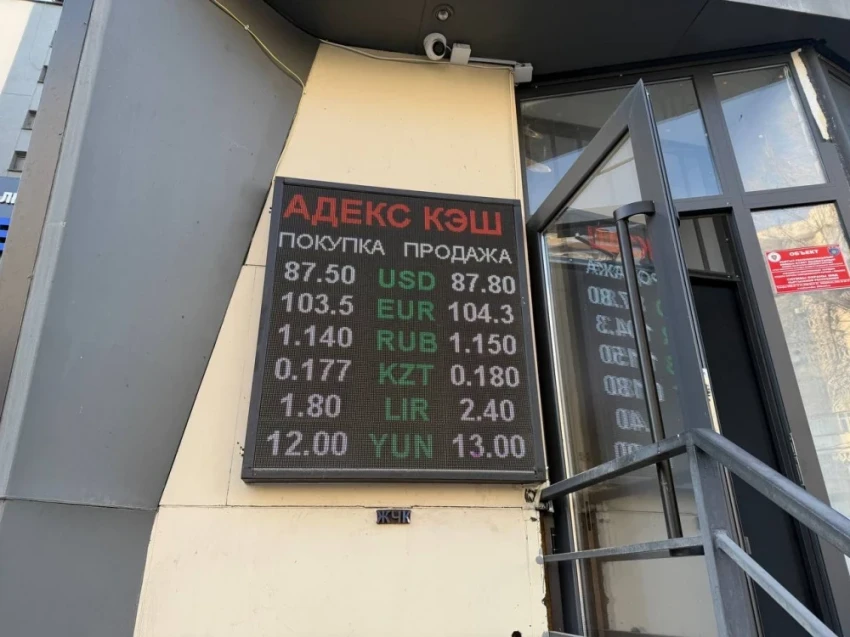 АДЕКС КЭШ
ПОКУПКА ПРОДАЖА
87.50 USD 87.80
103.5 EUR 104.3
1.140 RUB 1.150
0.177 KZT 0.180
1.80 LIR 2.40
12.00 YUN 13.00
ЖЧК
ОБЪЕКТ